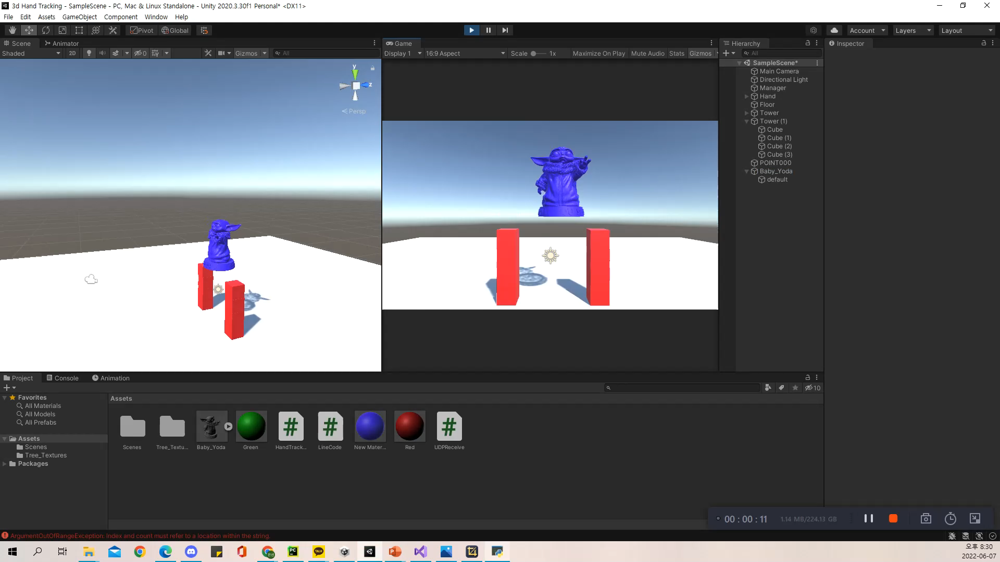 3d Hand Tracking - SampleScene - PC, Mac & Linux Standalone - Unity 2020.3.30f1 Personal* <DX11>
File Edit Assets GameObject Component Window Help
Pivot Global Account Layers Layout
Scene Animator
Game
Hierarchy
Inspector
Shaded 2D 0 Gizmos All
Display 1 16:9 Aspect Scale 1x Maximize On Play Mute Audio Stats Gizmos
All
y
z
Persp
SampleScene*
Main Camera
Directional Light
Manager
Hand
Floor
Tower
Tower (1)
Cube
Cube (1)
Cube (2)
Cube (3)
POINT000
Baby_Yoda
default
Project Console Animation
10
Favorites
All Materials
All Models
All Prefabs
Assets
Scenes
Tree_Textures
Packages
Assets
Scenes Tree_Textu... Baby_Yoda Green HandTrack... LineCode New Mater... Red UDPReceive
00 : 00 : 11 1.14 MB/224.13 GB
ArgumentOutOfRangeException: Index and count must refer to a location within the string.
오후 8:30
2022-06-07